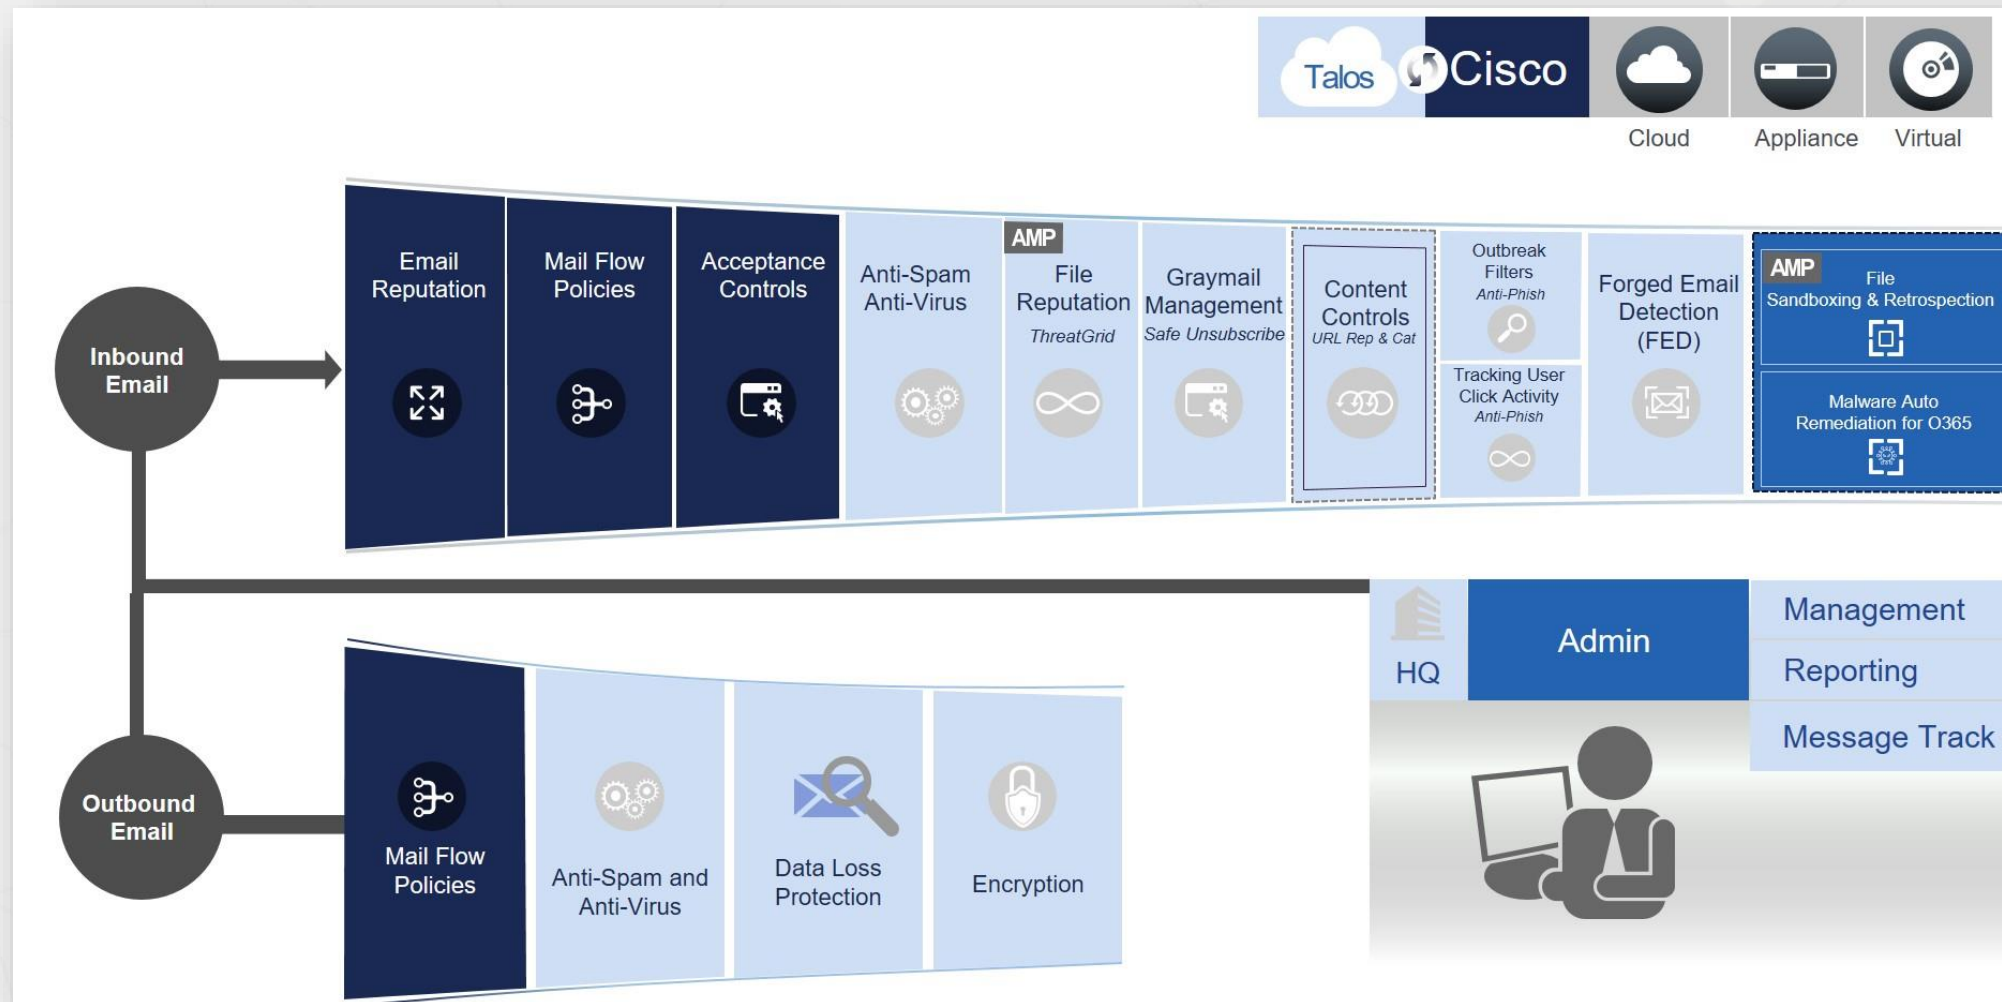 Talos
Cisco
Cloud
Appliance
Virtual
Inbound
Email
Email
Reputation
Mail Flow
Policies
Acceptance
Controls
Anti-Spam
Anti-Virus
AMP
File
Reputation
ThreatGrid
Graymail
Management
Safe Unsubscribe
Content
Controls
URL Rep & Cat
Outbreak
Filters
Anti-Phish
Tracking User
Click Activity
Anti-Phish
Forged Email
Detection
(FED)
AMP
File
Sandboxing & Retrospection
Malware Auto
Remediation for O365
HQ
Admin
Management
Reporting
Message Track
Outbound
Email
Mail Flow
Policies
Anti-Spam and
Anti-Virus
Data Loss
Protection
Encryption